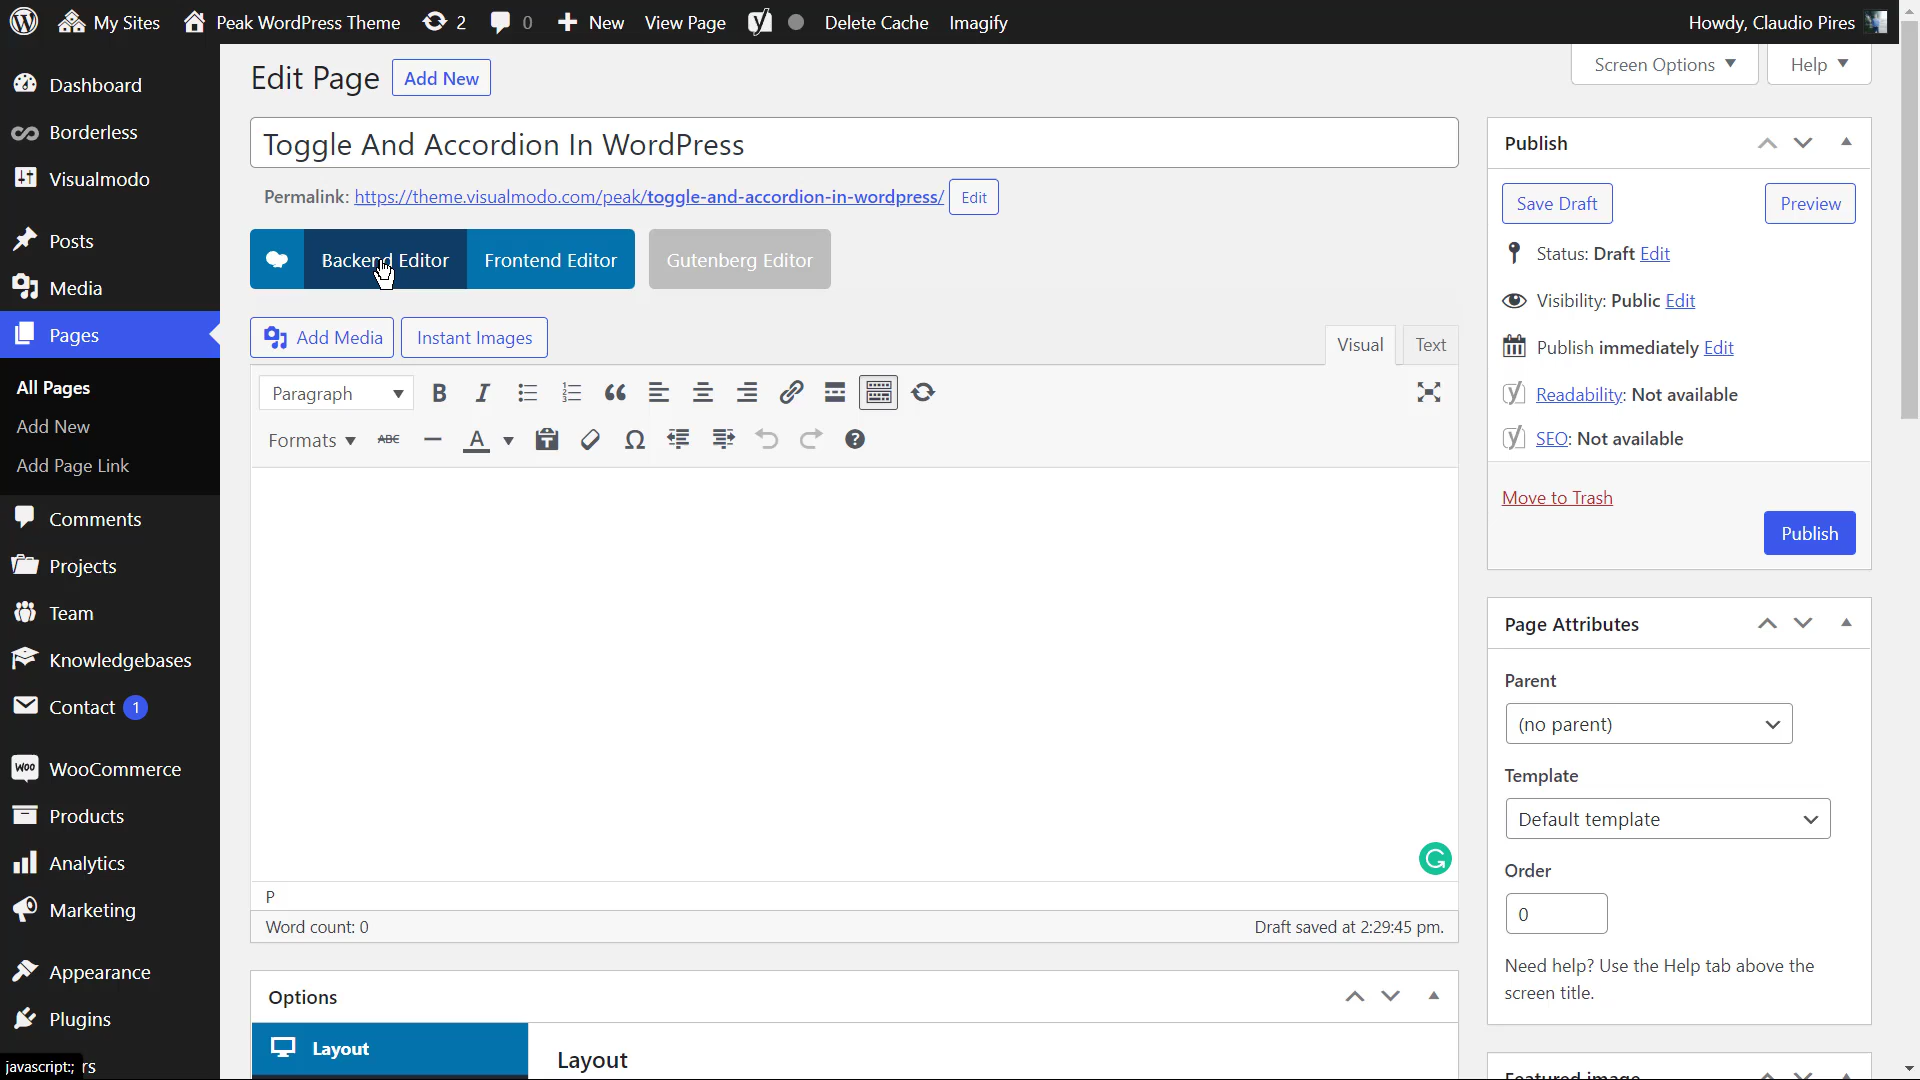 My Sites Peak WordPress Theme 2 0 New View Page Delete Cache Imagify Howdy, Claudio Pires
Dashboard
Borderless
Visualmodo
Posts
Media
Pages
All Pages
Add New
Add Page Link
Comments
Projects
Team
Knowledgebases
Contact 1
WooCommerce
Products
Analytics
Marketing
Appearance
Plugins
javascript:; rs
Edit Page Add New
Screen Options Help
Toggle And Accordion In WordPress
Permalink: https://theme.visualmodo.com/peak/toggle-and-accordion-in-wordpress/ Edit
Backend Editor Frontend Editor Gutenberg Editor
Add Media Instant Images Visual Text
Paragraph B I
Formats ABC A
P
Word count: 0 Draft saved at 2:29:45 pm.
Options
Layout Layout
Publish
Save Draft Preview
Status: Draft Edit
Visibility: Public Edit
Publish immediately Edit
Readability: Not available
SEO: Not available
Move to Trash
Publish
Page Attributes
Parent
(no parent)
Template
Default template
Order
0
Need help? Use the Help tab above the
screen title.
Featured image